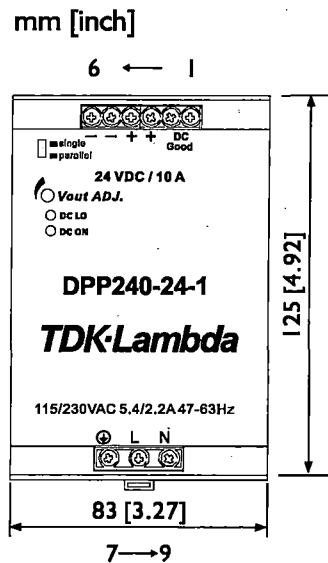 mm [inch]
6 ← 1
− − + + DC Good
single
parallel
24 VDC / 10 A
Vout ADJ.
DC LO
DC ON
DPP240-24-1
TDK·Lambda
115/230VAC 5.4/2.2A 47-63Hz
L N
125 [4.92]
83 [3.27]
7→9